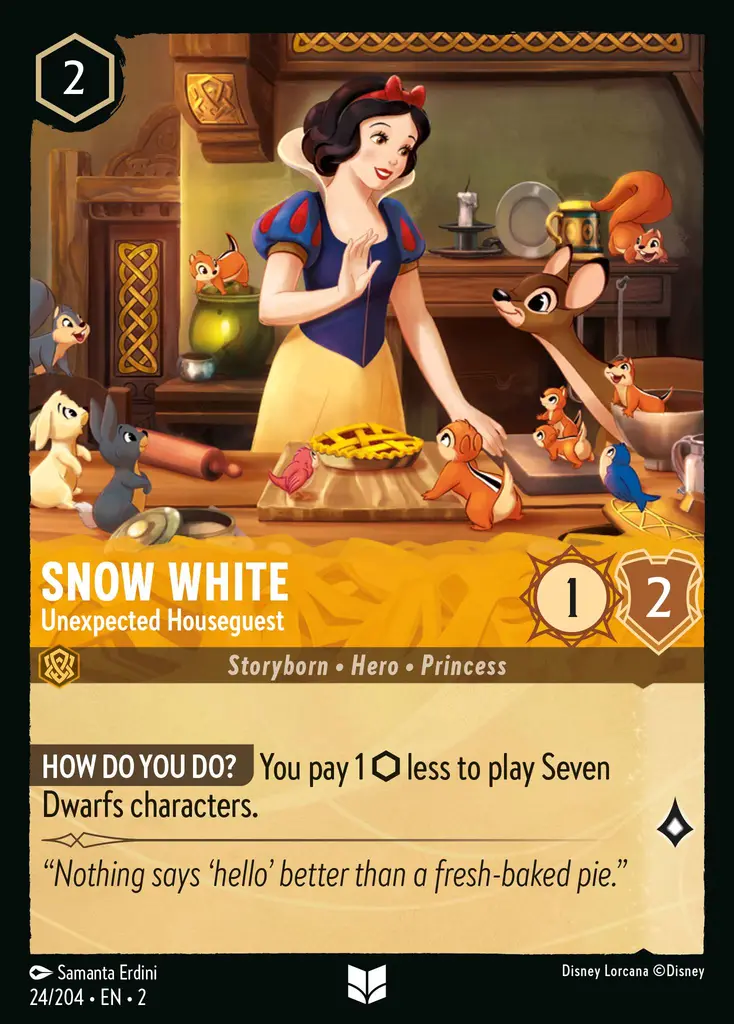 2
SNOW WHITE
Unexpected Houseguest
1
2
Storyborn • Hero • Princess
HOW DO YOU DO? You pay 1 ⬡ less to play Seven
Dwarfs characters.
“Nothing says ‘hello’ better than a fresh-baked pie.”
Samanta Erdini
Disney Lorcana ©Disney
24/204 • EN • 2